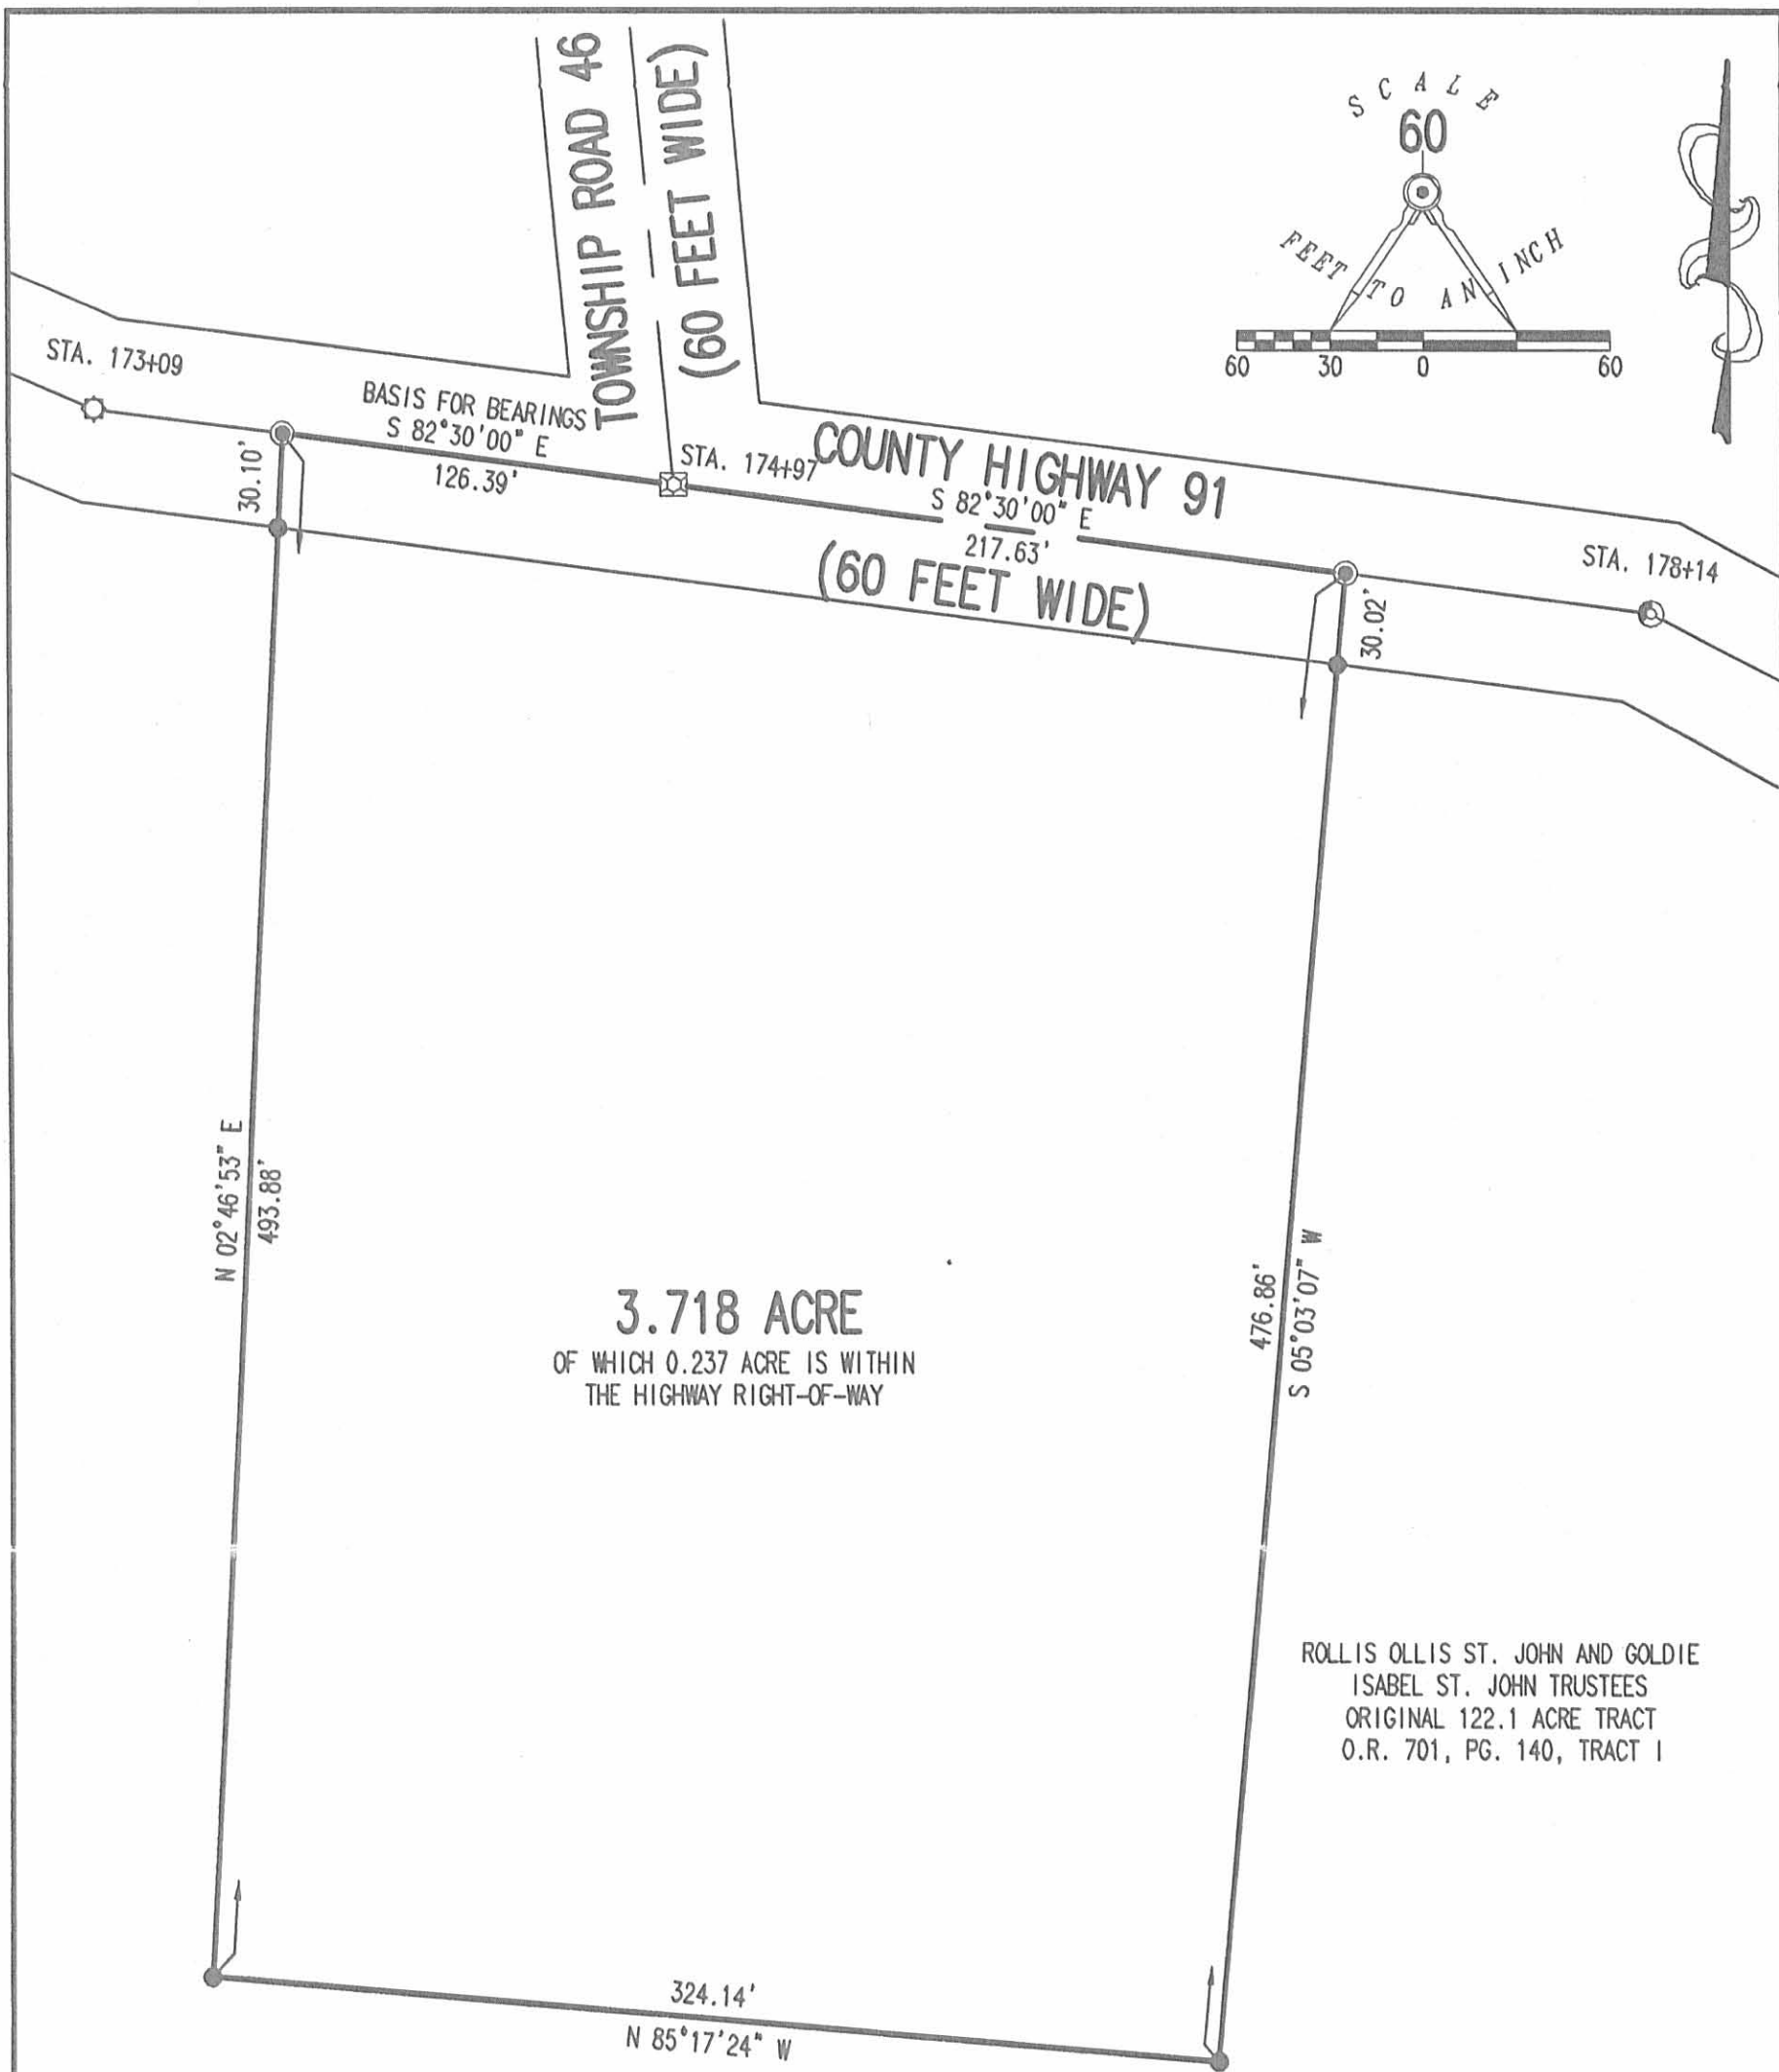 TOWNSHIP ROAD 46
(60 FEET WIDE)
SCALE
60
FEET TO AN INCH
60 30 0 60
STA. 173+09
BASIS FOR BEARINGS
S 82°30'00" E
126.39'
30.10'
STA. 174+97
COUNTY HIGHWAY 91
S 82°30'00" E
217.63'
(60 FEET WIDE)
STA. 178+14
30.02'
N 02°46'53" E
493.88'
476.86'
S 05°03'07" W
3.718 ACRE
OF WHICH 0.237 ACRE IS WITHIN
THE HIGHWAY RIGHT-OF-WAY
ROLLIS OLLIS ST. JOHN AND GOLDIE
ISABEL ST. JOHN TRUSTEES
ORIGINAL 122.1 ACRE TRACT
O.R. 701, PG. 140, TRACT I
324.14'
N 85°17'24" W